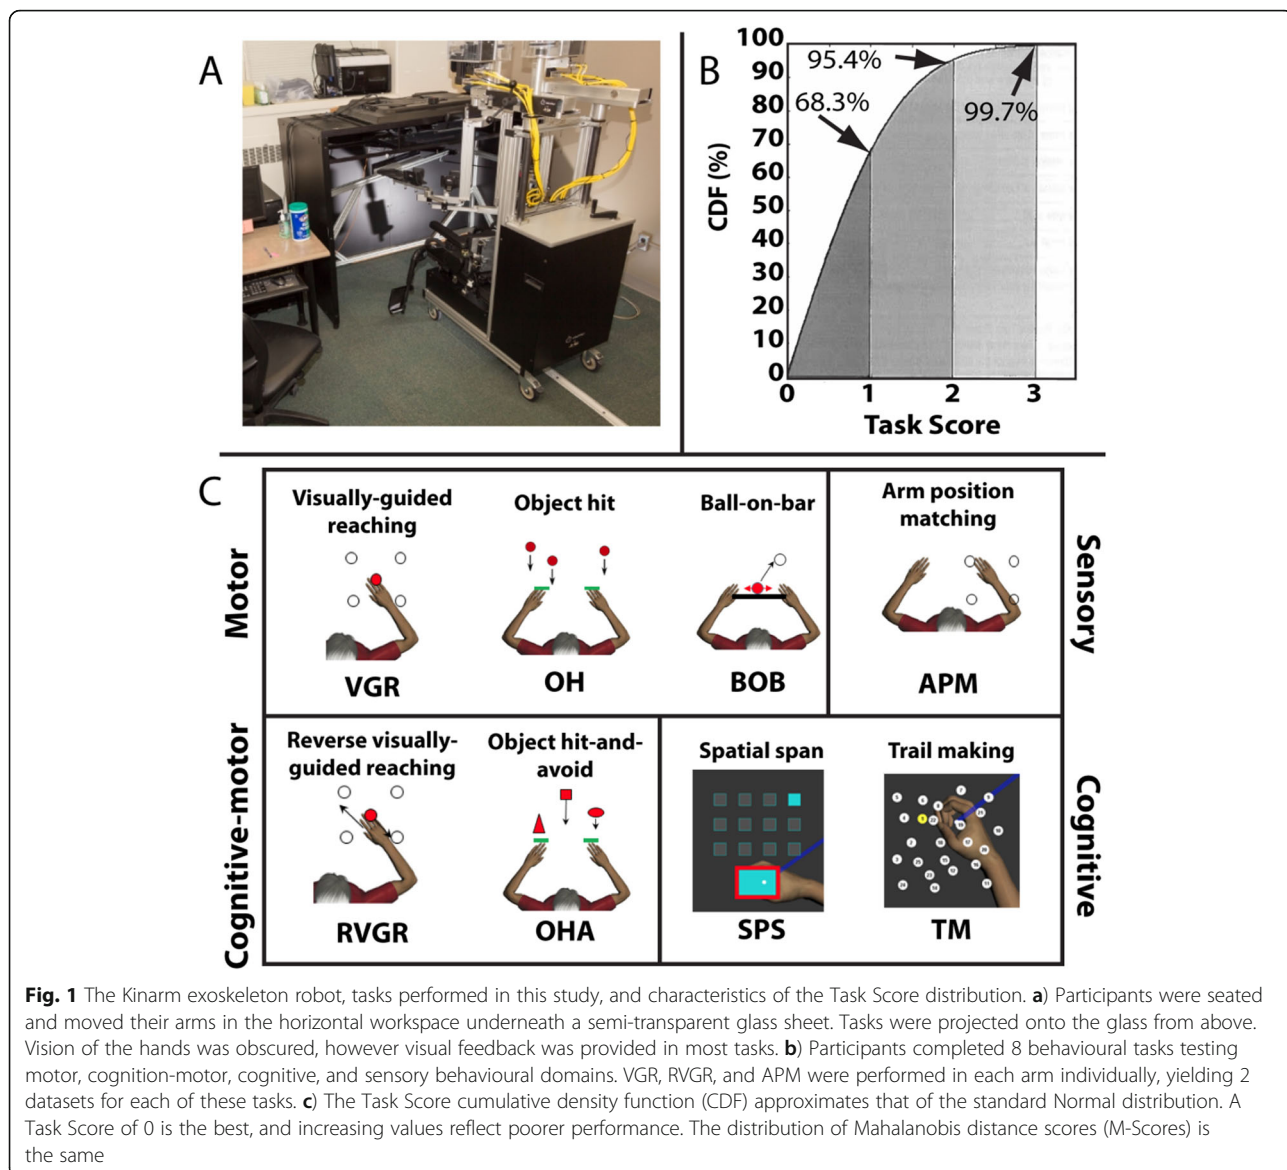 A
B
100
90
80
70
60
50
40
30
20
10
0
CDF (%)
95.4%
68.3%
99.7%
0 1 2 3
Task Score
C
Motor
Visually-guided
reaching
VGR
Object hit
OH
Ball-on-bar
BOB
Arm position
matching
APM
Sensory
Cognitive-motor
Reverse visually-
guided reaching
RVGR
Object hit-and-
avoid
OHA
Spatial span
SPS
Trail making
TM
Cognitive
Fig. 1 The Kinarm exoskeleton robot, tasks performed in this study, and characteristics of the Task Score distribution. a) Participants were seated
and moved their arms in the horizontal workspace underneath a semi-transparent glass sheet. Tasks were projected onto the glass from above.
Vision of the hands was obscured, however visual feedback was provided in most tasks. b) Participants completed 8 behavioural tasks testing
motor, cognition-motor, cognitive, and sensory behavioural domains. VGR, RVGR, and APM were performed in each arm individually, yielding 2
datasets for each of these tasks. c) The Task Score cumulative density function (CDF) approximates that of the standard Normal distribution. A
Task Score of 0 is the best, and increasing values reflect poorer performance. The distribution of Mahalanobis distance scores (M-Scores) is
the same